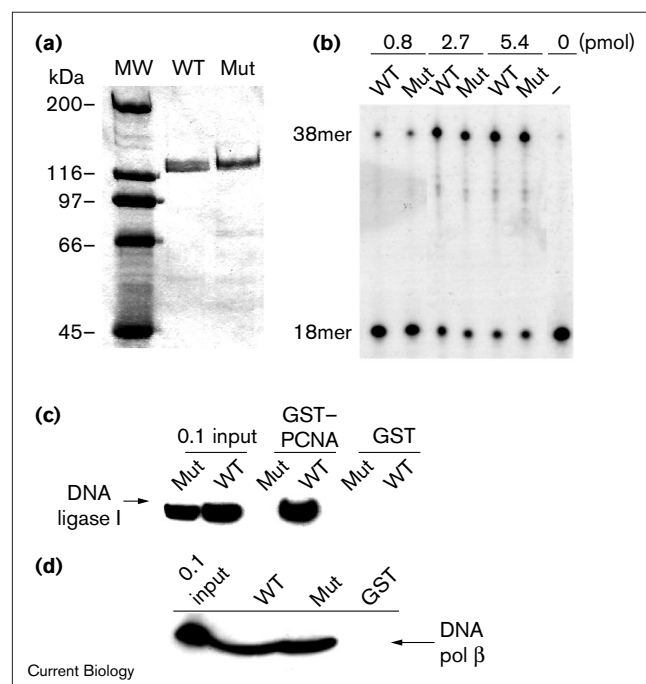 (a)
kDa MW WT Mut
200–
116–
97–
66–
45–
(b)
0.8 2.7 5.4 0 (pmol)
WT Mut WT Mut WT Mut –
38mer
18mer
(c)
0.1 input GST–PCNA GST
Mut WT Mut WT Mut WT
DNA
ligase I
(d)
0.1 input WT Mut GST
DNA
pol β
Current Biology